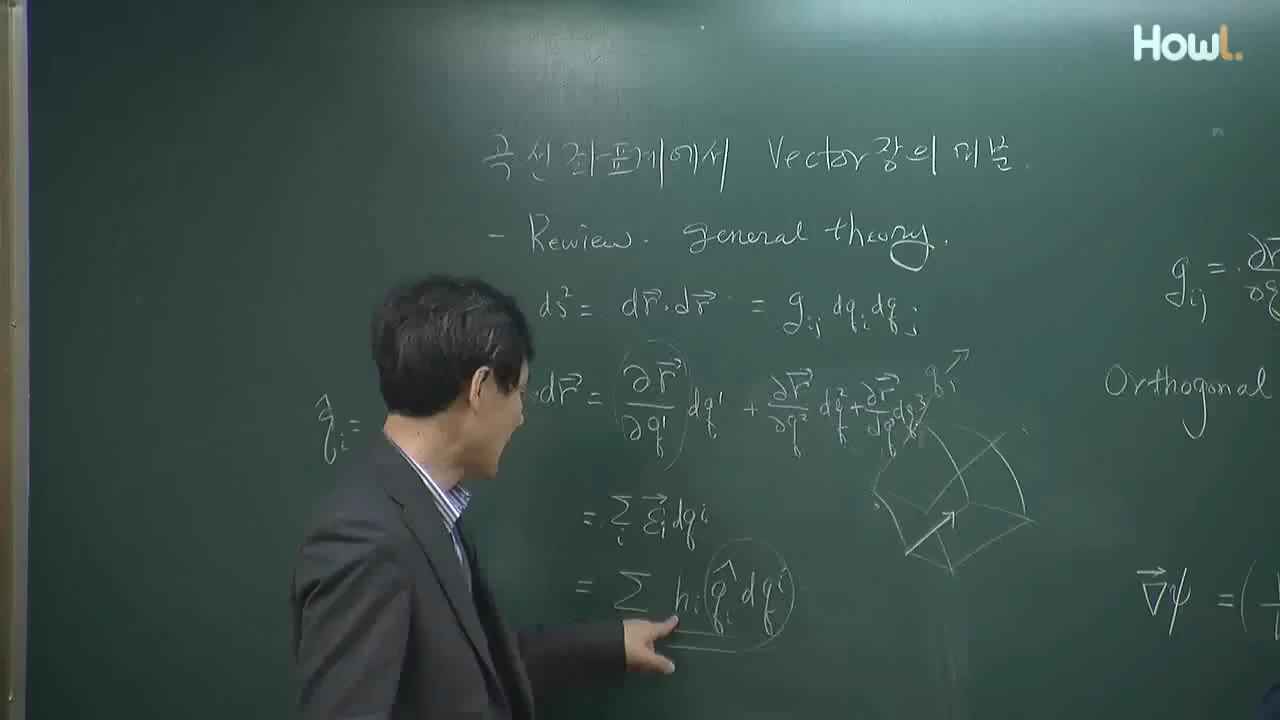 HowL.
곡선좌표계에서 Vector장의 미분.
- Review. general theory.
ds² = dr⃗·dr⃗ = g_ij dq_i dq_j
g_ij = ∂r⃗
dr⃗ = ∂r⃗/∂q¹ dq¹ + ∂r⃗/∂q² dq² + ∂r⃗/∂q³ dq³
q̂_i =
Orthogonal
= Σ_i ε⃗_i dq^i
= Σ h_i (q̂_i dq^i)
∇⃗ψ = (